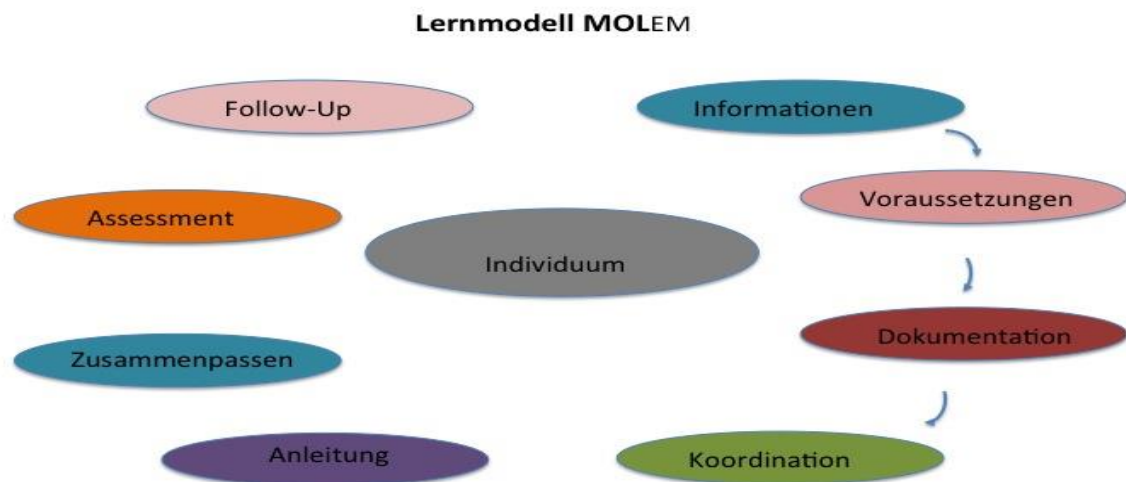 Lernmodell MOLEM
Follow-Up
Informationen
Assessment
Voraussetzungen
Individuum
Dokumentation
Zusammenpassen
Anleitung
Koordination